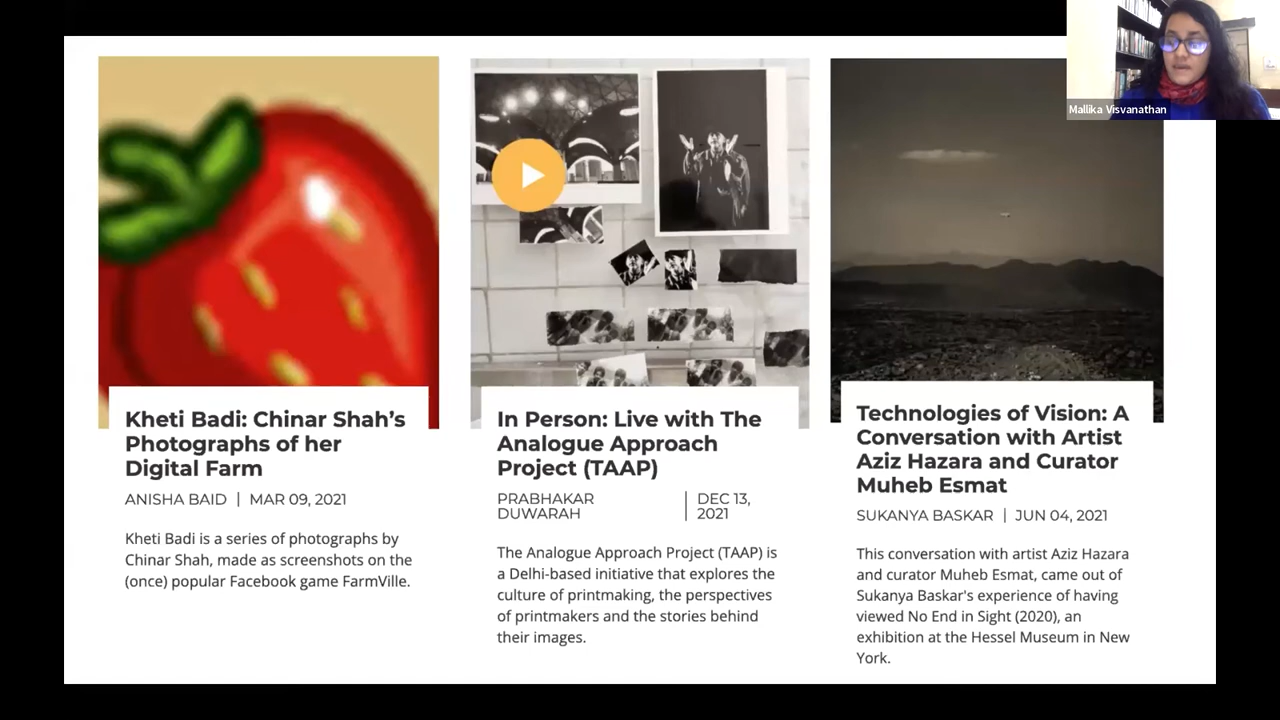 Mallika Visvanathan
Kheti Badi: Chinar Shah's
Photographs of her
Digital Farm
ANISHA BAID | MAR 09, 2021
Kheti Badi is a series of photographs by
Chinar Shah, made as screenshots on the
(once) popular Facebook game FarmVille.
In Person: Live with The
Analogue Approach
Project (TAAP)
PRABHAKAR
DUWARAH
DEC 13,
2021
The Analogue Approach Project (TAAP) is
a Delhi-based initiative that explores the
culture of printmaking, the perspectives
of printmakers and the stories behind
their images.
Technologies of Vision: A
Conversation with Artist
Aziz Hazara and Curator
Muheb Esmat
SUKANYA BASKAR | JUN 04, 2021
This conversation with artist Aziz Hazara
and curator Muheb Esmat, came out of
Sukanya Baskar's experience of having
viewed No End in Sight (2020), an
exhibition at the Hessel Museum in New
York.